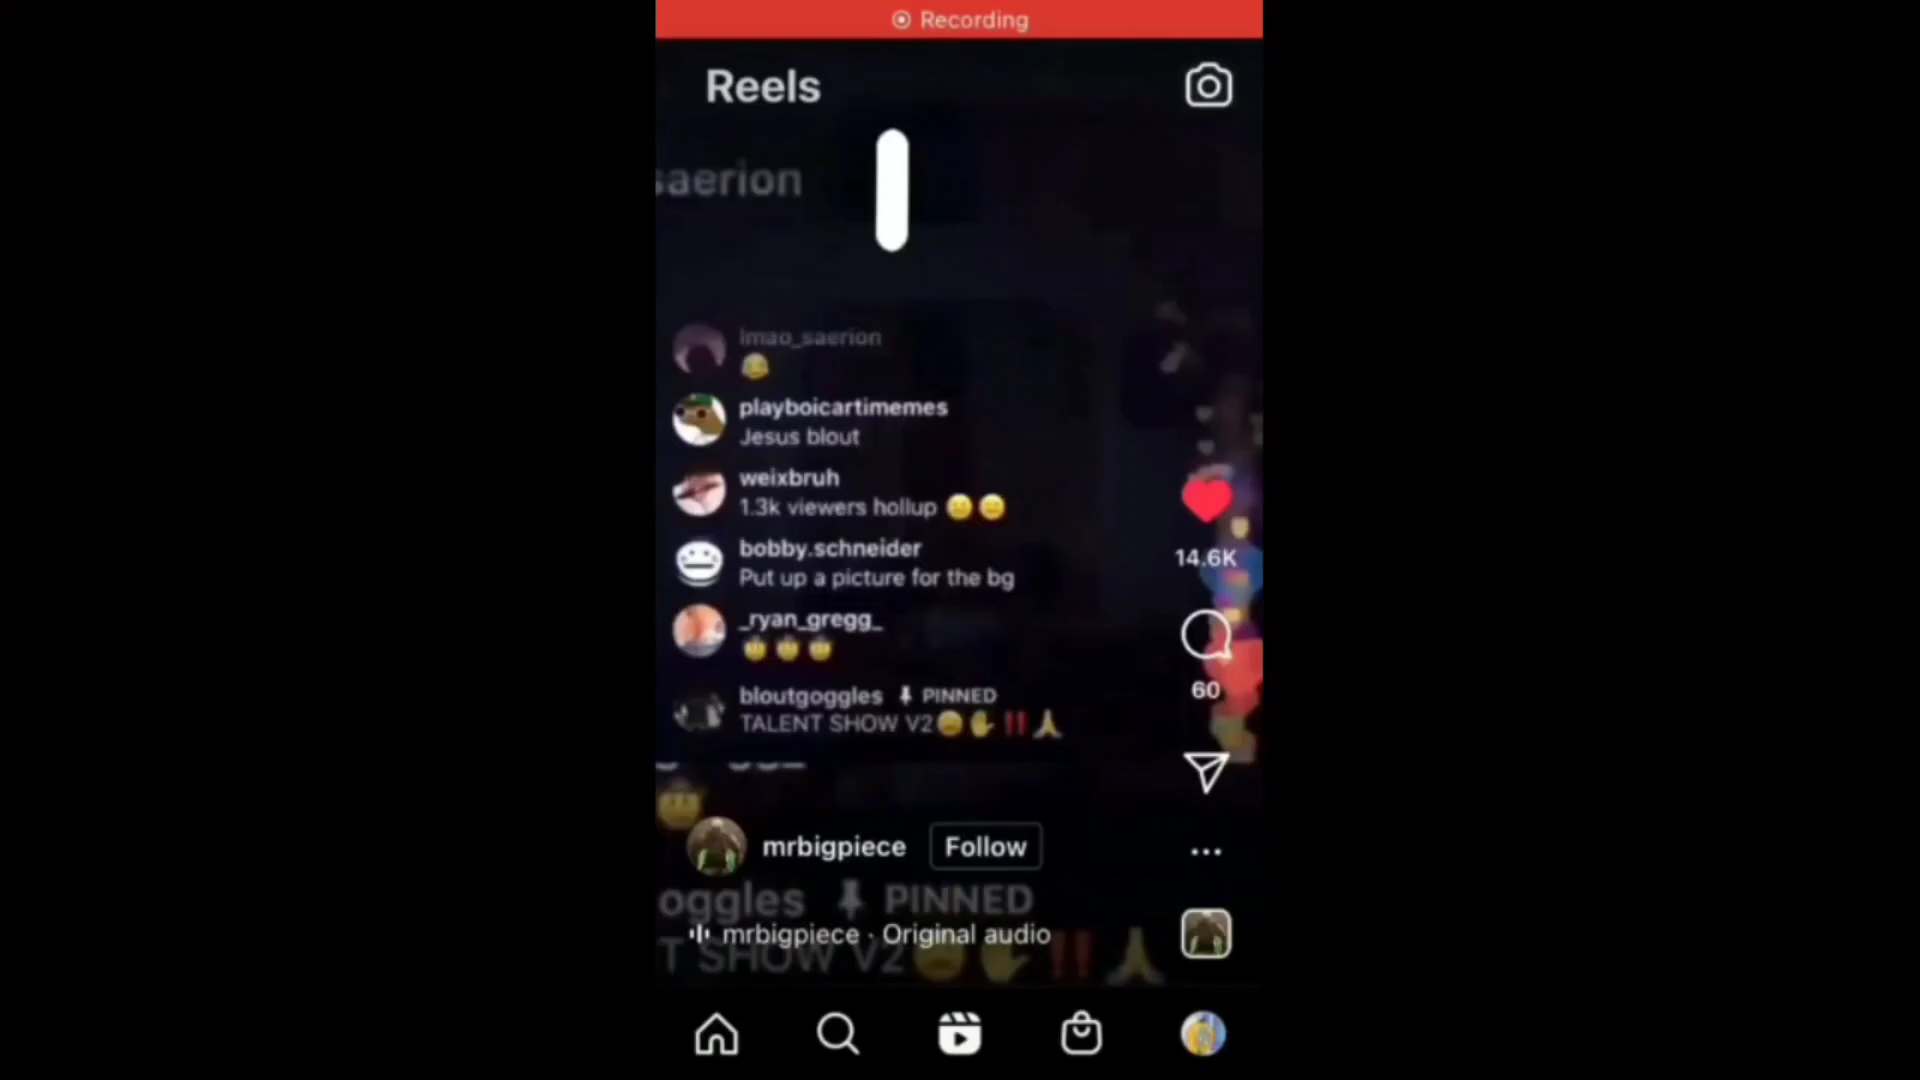 Recording
Reels
saerion
lmao_saerion
😂
playboicartimemes
Jesus blout
weixbruh
1.3k viewers hollup
bobby.schneider
Put up a picture for the bg
14.6K
_ryan_gregg_
bloutgoggles PINNED
60
TALENT SHOW V2 ✋‼️🙏
mrbigpiece Follow
oggles PINNED
mrbigpiece · Original audio
T SHOW V2 ✋‼️🙏